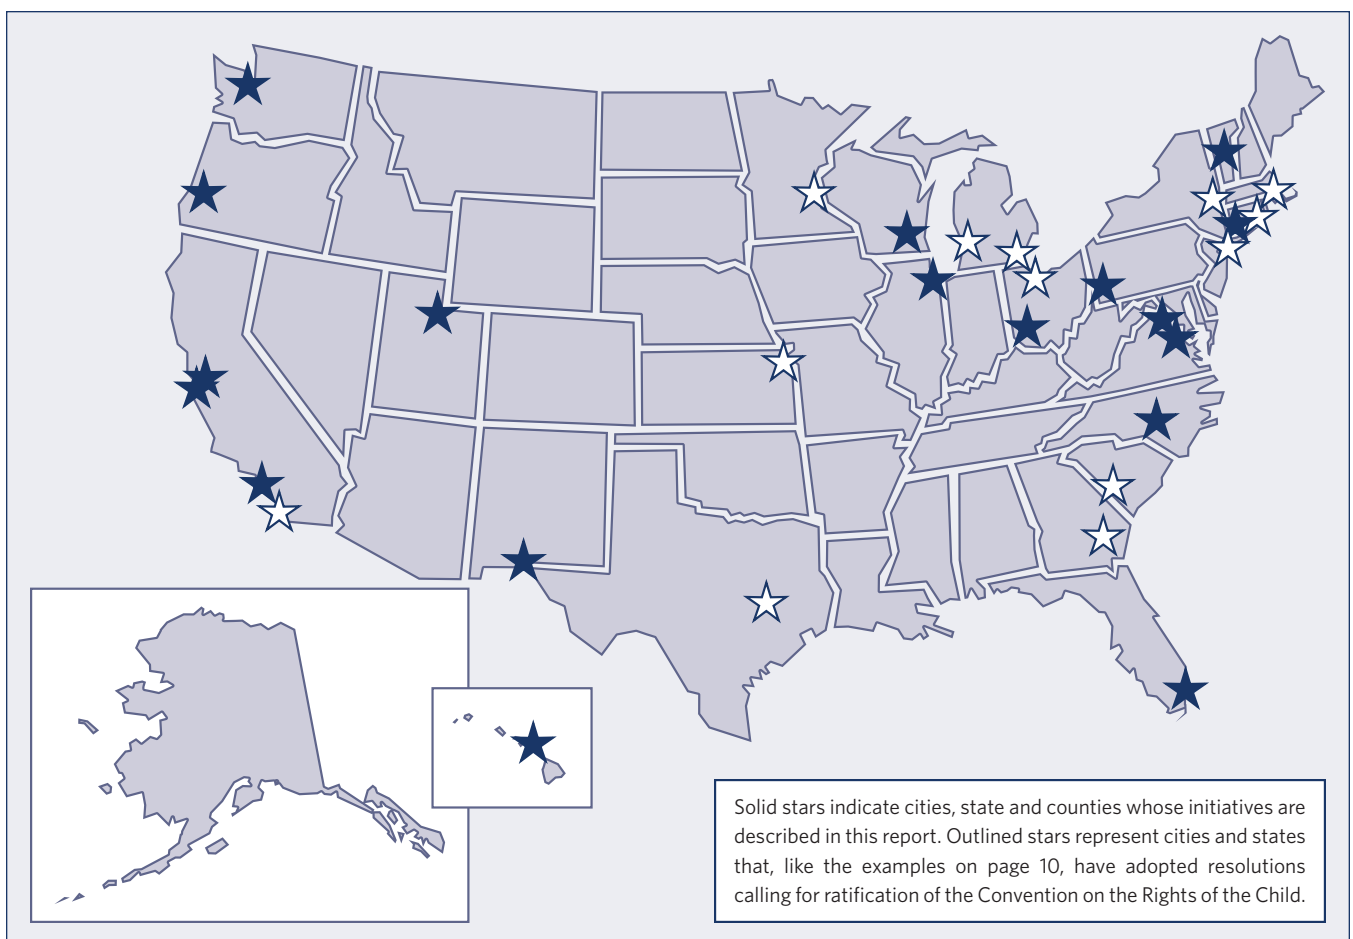 Solid stars indicate cities, state and counties whose initiatives are
described in this report. Outlined stars represent cities and states
that, like the examples on page 10, have adopted resolutions
calling for ratification of the Convention on the Rights of the Child.